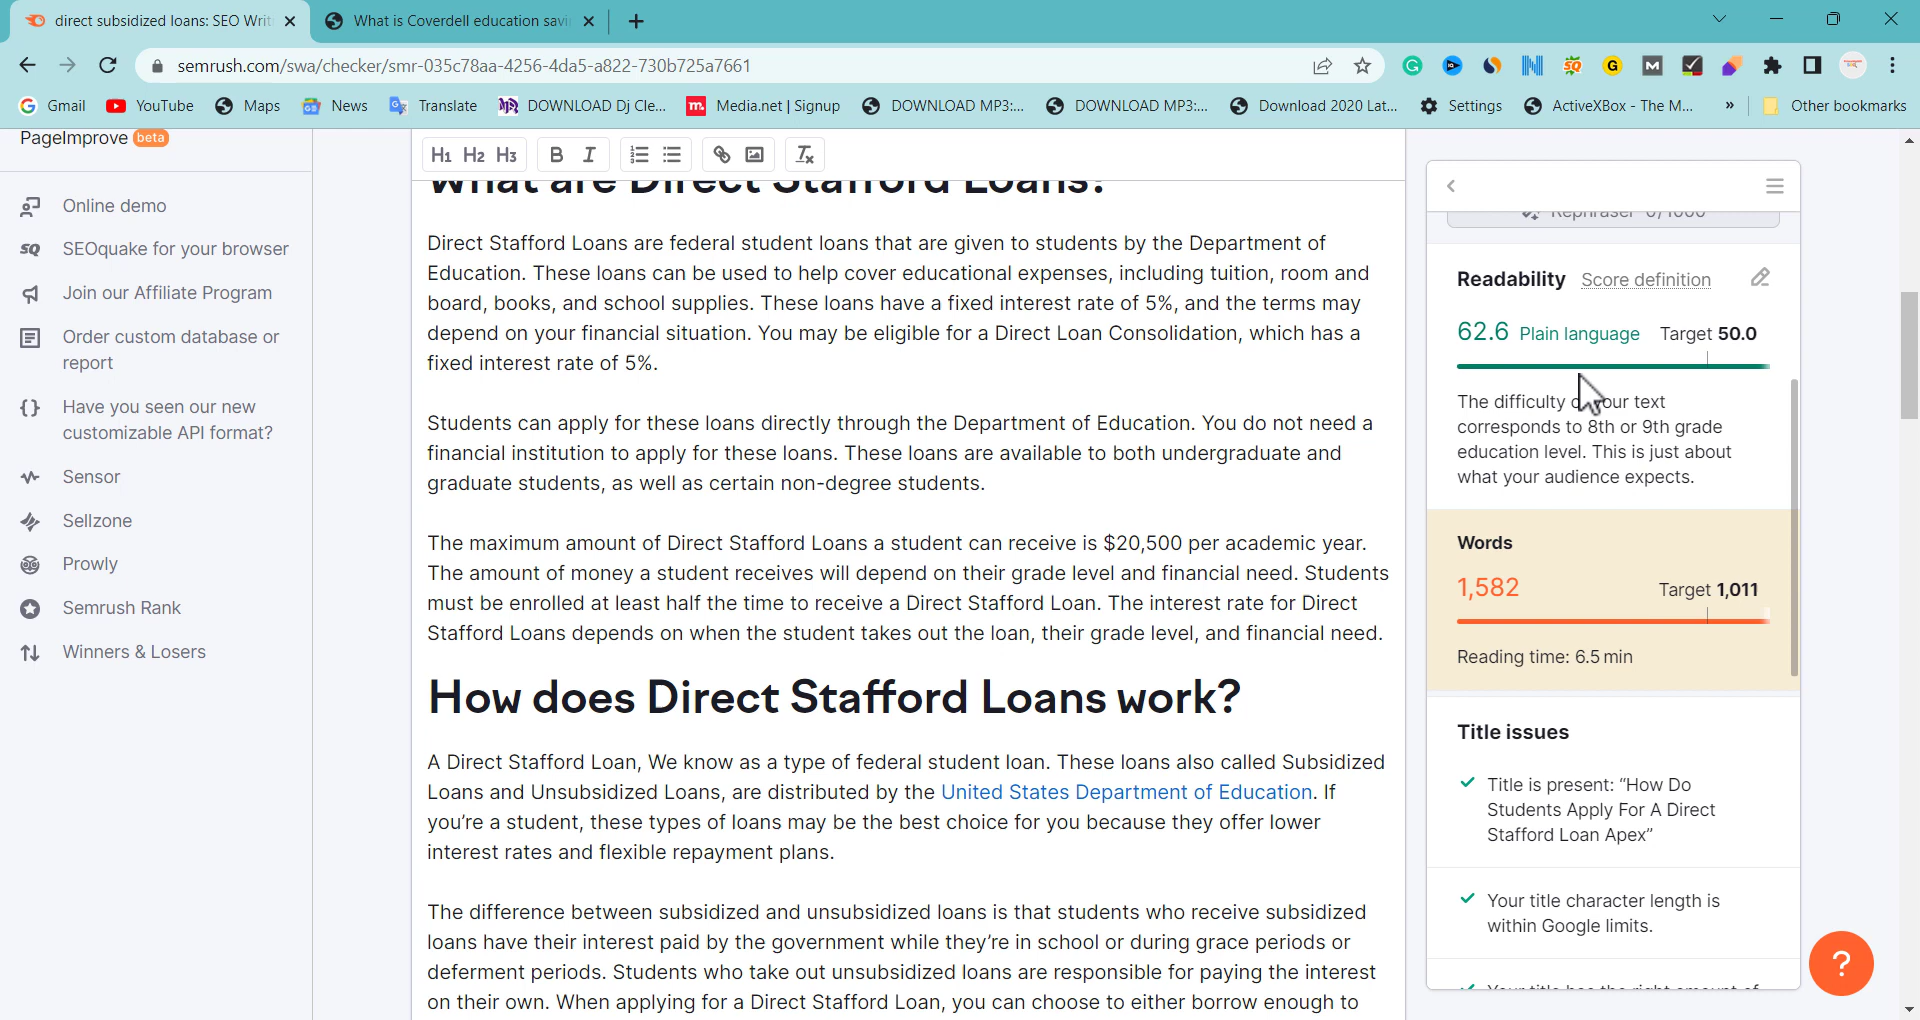 direct subsidized loans: SEO Writ
What is Coverdell education savi
semrush.com/swa/checker/smr-035c78aa-4256-4da5-a822-730b725a7661
Gmail
YouTube
Maps
News
Translate
DOWNLOAD Dj Cle...
Media.net | Signup
DOWNLOAD MP3:...
DOWNLOAD MP3:...
Download 2020 Lat...
Settings
ActiveXBox - The M...
»
Other bookmarks
PageImprove beta
Online demo
SEOquake for your browser
Join our Affiliate Program
Order custom database or
report
Have you seen our new
customizable API format?
Sensor
Sellzone
Prowly
Semrush Rank
Winners & Losers
H1 H2 H3 B I
What are Direct Stafford Loans?
Direct Stafford Loans are federal student loans that are given to students by the Department of
Education. These loans can be used to help cover educational expenses, including tuition, room and
board, books, and school supplies. These loans have a fixed interest rate of 5%, and the terms may
depend on your financial situation. You may be eligible for a Direct Loan Consolidation, which has a
fixed interest rate of 5%.
Students can apply for these loans directly through the Department of Education. You do not need a
financial institution to apply for these loans. These loans are available to both undergraduate and
graduate students, as well as certain non-degree students.
The maximum amount of Direct Stafford Loans a student can receive is $20,500 per academic year.
The amount of money a student receives will depend on their grade level and financial need. Students
must be enrolled at least half the time to receive a Direct Stafford Loan. The interest rate for Direct
Stafford Loans depends on when the student takes out the loan, their grade level, and financial need.
How does Direct Stafford Loans work?
A Direct Stafford Loan, We know as a type of federal student loan. These loans also called Subsidized
Loans and Unsubsidized Loans, are distributed by the United States Department of Education. If
you're a student, these types of loans may be the best choice for you because they offer lower
interest rates and flexible repayment plans.
The difference between subsidized and unsubsidized loans is that students who receive subsidized
loans have their interest paid by the government while they're in school or during grace periods or
deferment periods. Students who take out unsubsidized loans are responsible for paying the interest
on their own. When applying for a Direct Stafford Loan, you can choose to either borrow enough to
Rephraser 0/1000
Readability Score definition
62.6 Plain language Target 50.0
The difficulty of your text
corresponds to 8th or 9th grade
education level. This is just about
what your audience expects.
Words
1,582 Target 1,011
Reading time: 6.5 min
Title issues
Title is present: "How Do
Students Apply For A Direct
Stafford Loan Apex"
Your title character length is
within Google limits.
Your title has the right amount of
?